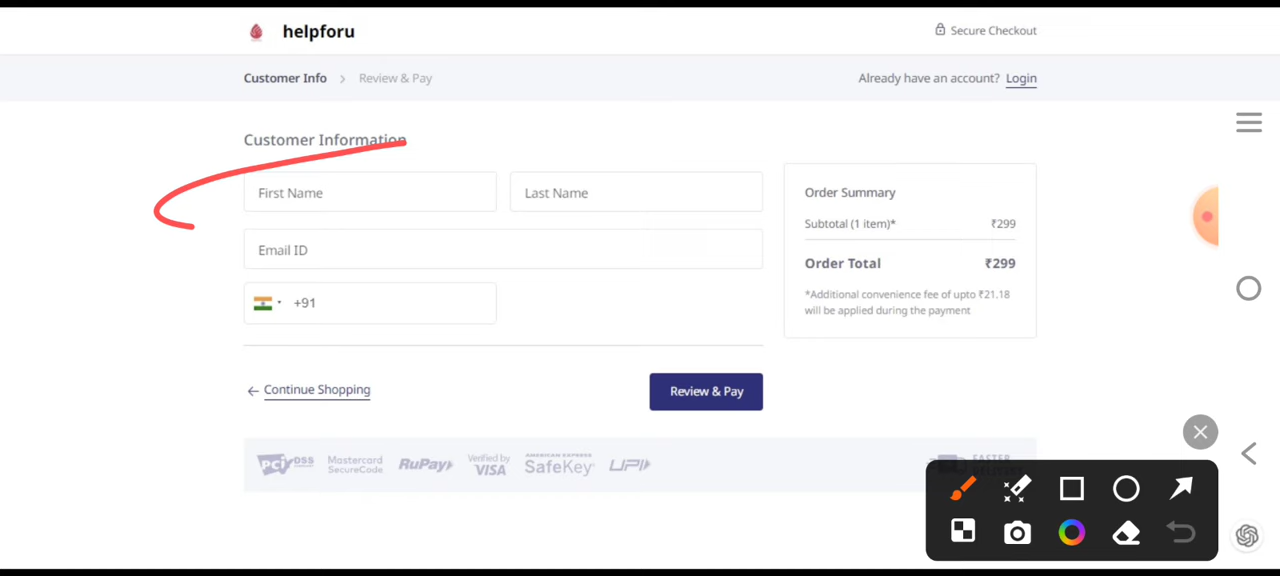 helpforu
Secure Checkout
Customer Info > Review & Pay
Already have an account? Login
Customer Information
First Name
Last Name
Email ID
+91
Order Summary
Subtotal (1 item)* ₹299
Order Total ₹299
*Additional convenience fee of upto ₹21.18
will be applied during the payment
← Continue Shopping
Review & Pay
PCI DSS
Mastercard
SecureCode
RuPay
Verified by
VISA
AMERICAN EXPRESS
SafeKey
UPI